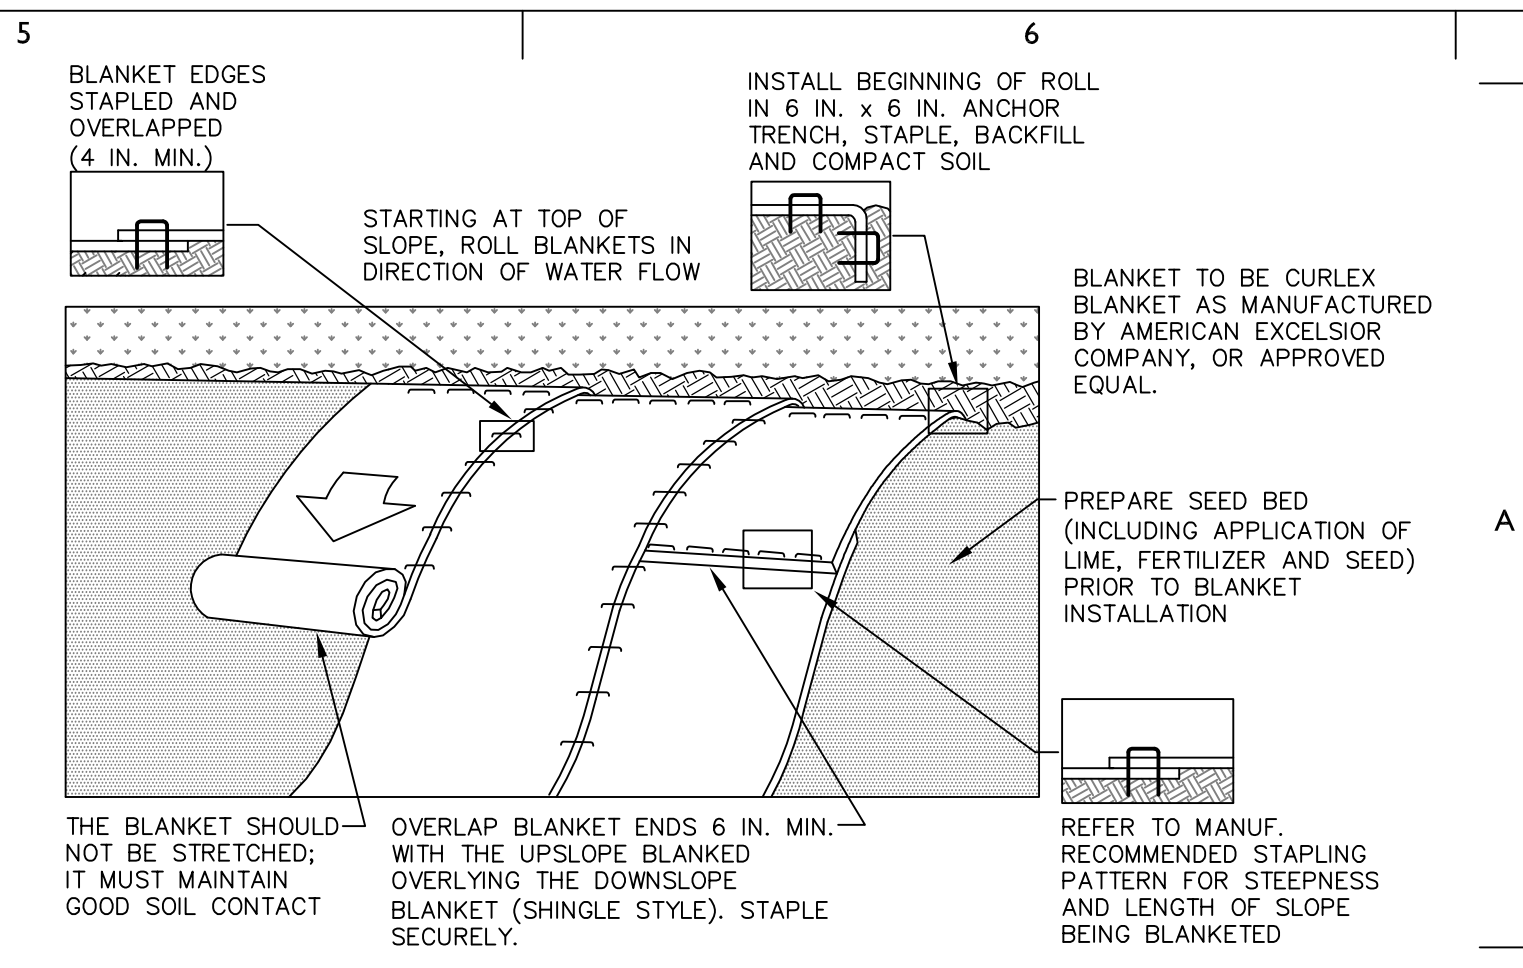 5
6
BLANKET EDGES
STAPLED AND
OVERLAPPED
(4 IN. MIN.)
INSTALL BEGINNING OF ROLL
IN 6 IN. x 6 IN. ANCHOR
TRENCH, STAPLE, BACKFILL
AND COMPACT SOIL
STARTING AT TOP OF
SLOPE, ROLL BLANKETS IN
DIRECTION OF WATER FLOW
BLANKET TO BE CURLEX
BLANKET AS MANUFACTURED
BY AMERICAN EXCELSIOR
COMPANY, OR APPROVED
EQUAL.
PREPARE SEED BED
(INCLUDING APPLICATION OF
LIME, FERTILIZER AND SEED)
PRIOR TO BLANKET
INSTALLATION
A
THE BLANKET SHOULD
NOT BE STRETCHED;
IT MUST MAINTAIN
GOOD SOIL CONTACT
OVERLAP BLANKET ENDS 6 IN. MIN.
WITH THE UPSLOPE BLANKED
OVERLYING THE DOWNSLOPE
BLANKET (SHINGLE STYLE). STAPLE
SECURELY.
REFER TO MANUF.
RECOMMENDED STAPLING
PATTERN FOR STEEPNESS
AND LENGTH OF SLOPE
BEING BLANKETED